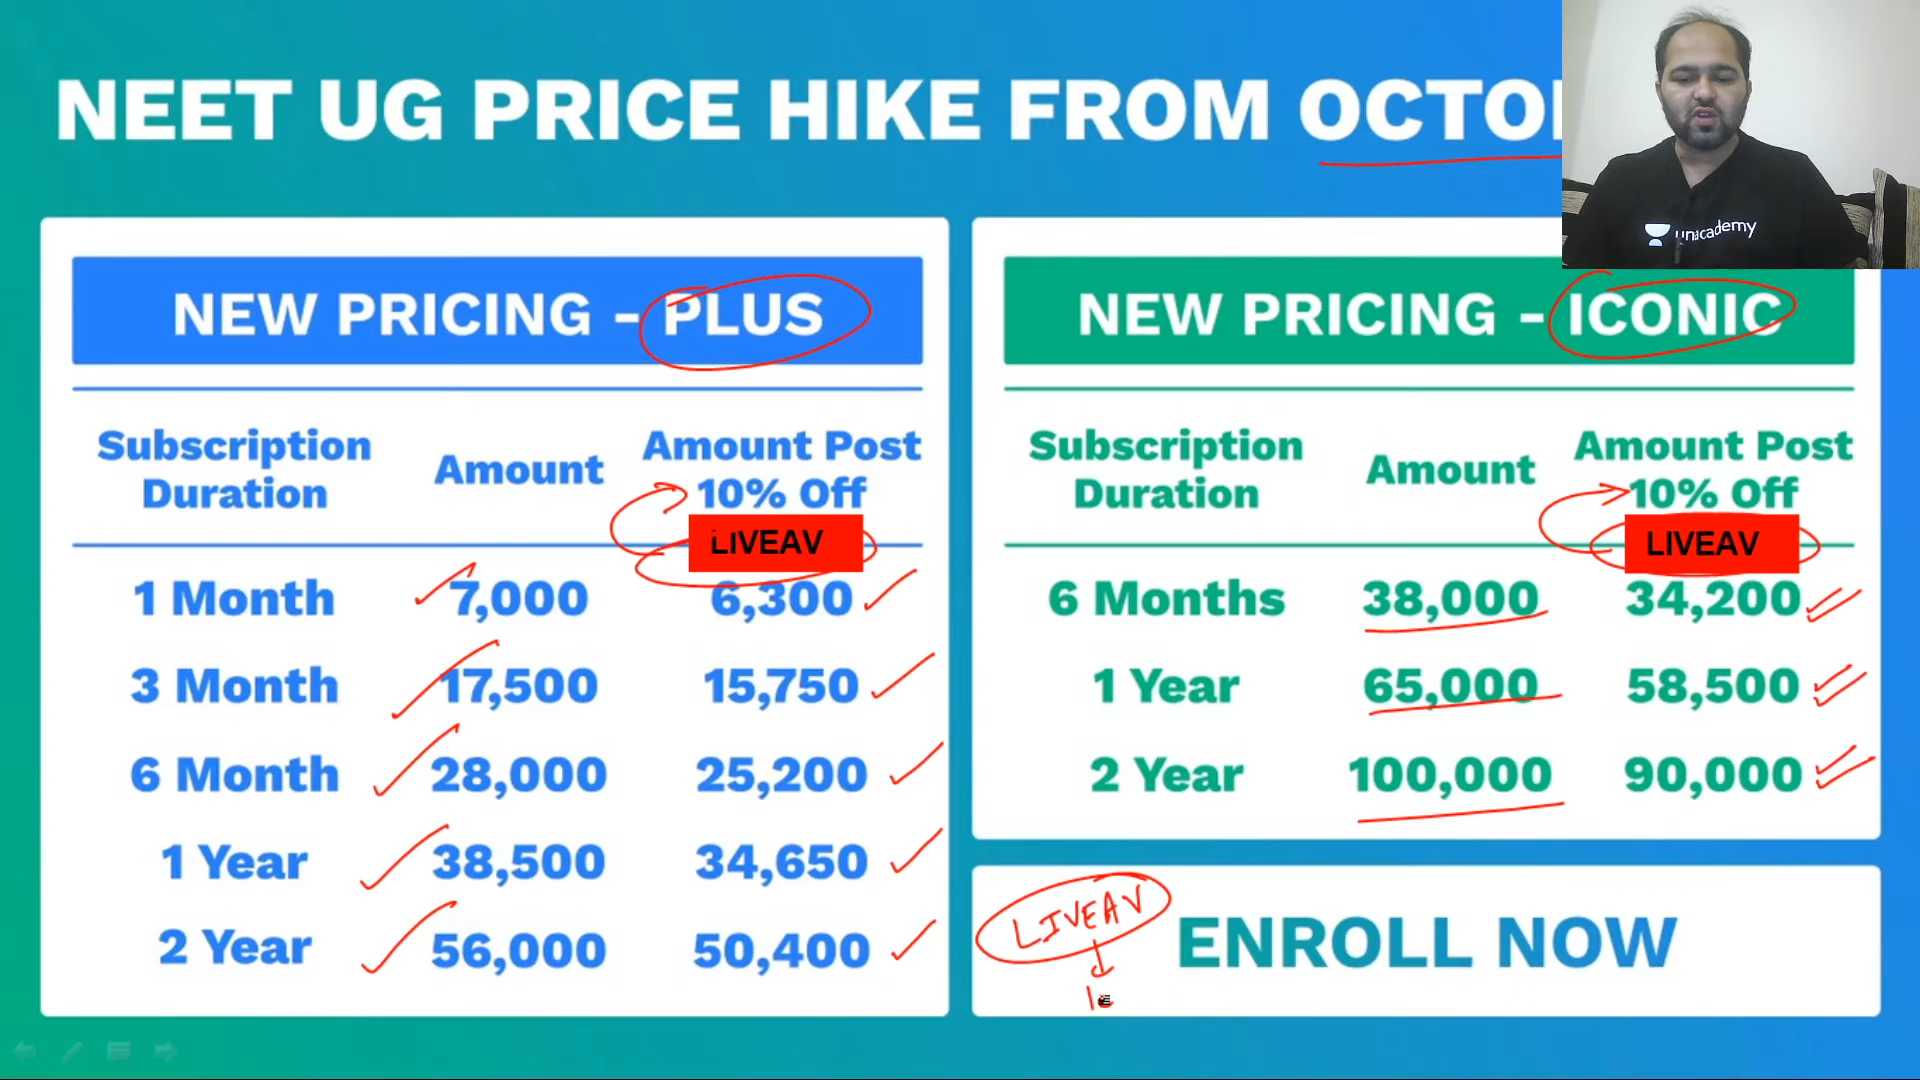 NEET UG PRICE HIKE FROM OCTO
unacademy
NEW PRICING - PLUS
Subscription Duration Amount Amount Post 10% Off
LIVEAV
1 Month 7,000 6,300
3 Month 17,500 15,750
6 Month 28,000 25,200
1 Year 38,500 34,650
2 Year 56,000 50,400
NEW PRICING - ICONIC
Subscription Duration Amount Amount Post 10% Off
LIVEAV
6 Months 38,000 34,200
1 Year 65,000 58,500
2 Year 100,000 90,000
LIVEAV
ENROLL NOW